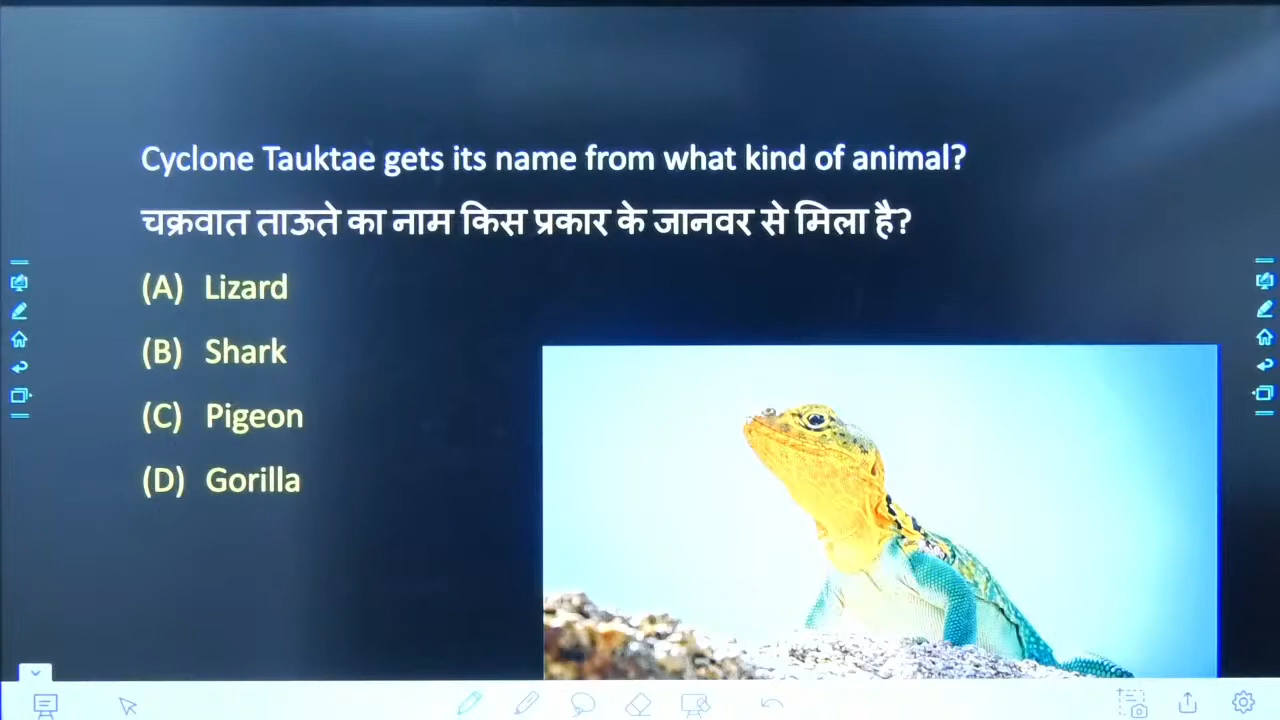 Cyclone Tauktae gets its name from what kind of animal?
चक्रवात ताऊते का नाम किस प्रकार के जानवर से मिला है?
(A) Lizard
(B) Shark
(C) Pigeon
(D) Gorilla